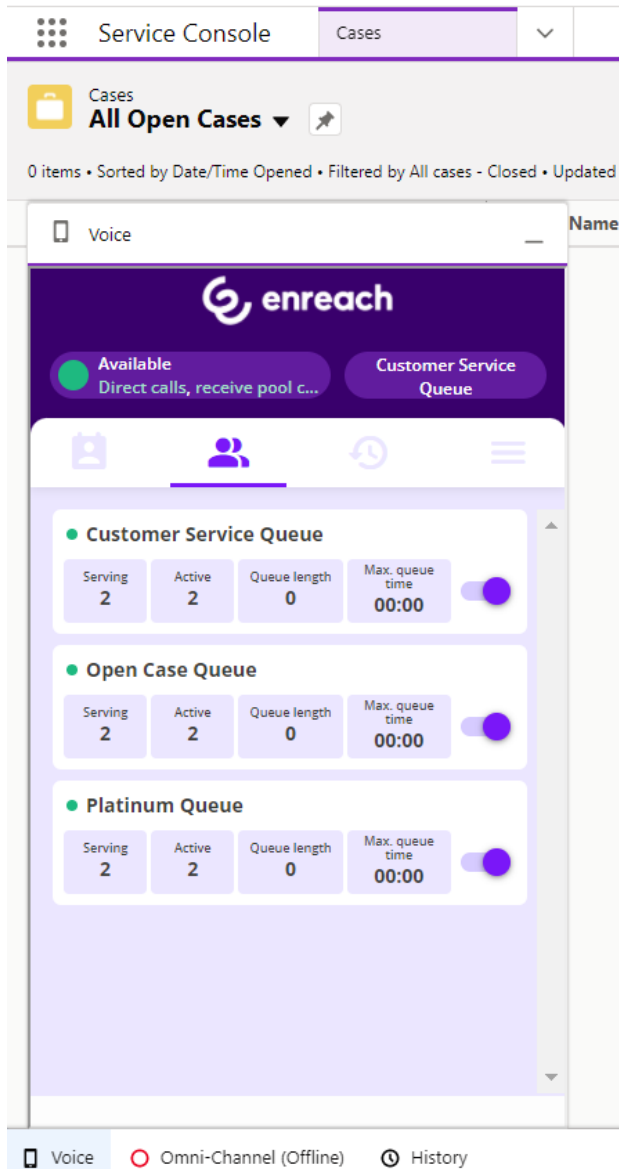 Service Console
Cases
Cases
All Open Cases
0 items • Sorted by Date/Time Opened • Filtered by All cases - Closed • Updated
Name
Voice
enreach
Available
Direct calls, receive pool c...
Customer Service
Queue
Customer Service Queue
Serving
2
Active
2
Queue length
0
Max. queue
time
00:00
Open Case Queue
Serving
2
Active
2
Queue length
0
Max. queue
time
00:00
Platinum Queue
Serving
2
Active
2
Queue length
0
Max. queue
time
00:00
Voice
Omni-Channel (Offline)
History